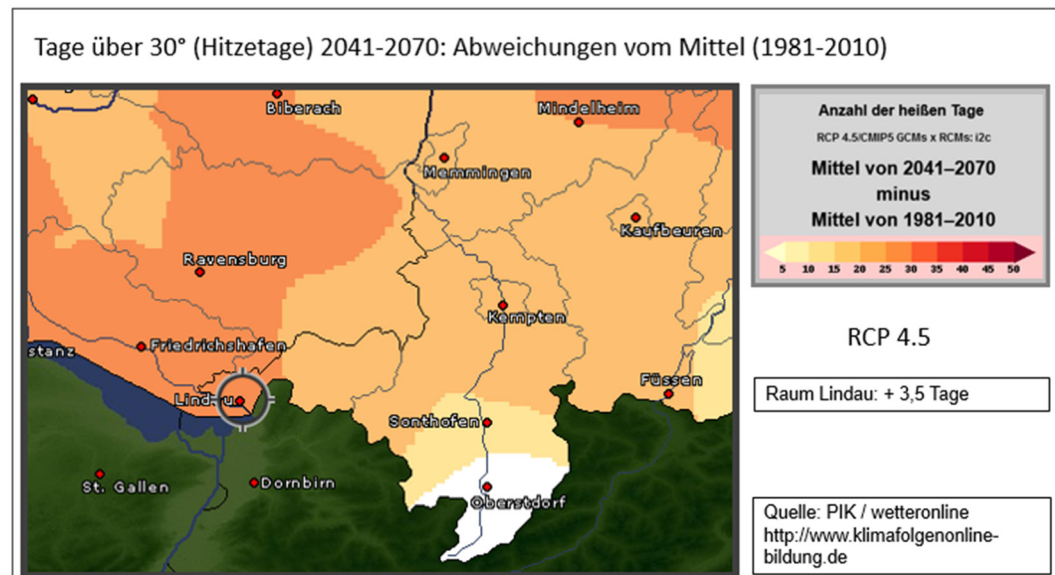 Tage über 30° (Hitzetage) 2041-2070: Abweichungen vom Mittel (1981-2010)
Biberach
Mindelheim
Memmingen
Kaufbeuren
Ravensburg
Kempten
Friedrichshafen
stanz
Füssen
Lindau
Sonthofen
St. Gallen
Dornbirn
Oberstdorf
Anzahl der heißen Tage
RCP 4.5/CMIP5 GCMs x RCMs: i2c
Mittel von 2041–2070
minus
Mittel von 1981–2010
5 10 15 20 25 30 35 40 45 50
RCP 4.5
Raum Lindau: + 3,5 Tage
Quelle: PIK / wetteronline
http://www.klimafolgenonline-
bildung.de